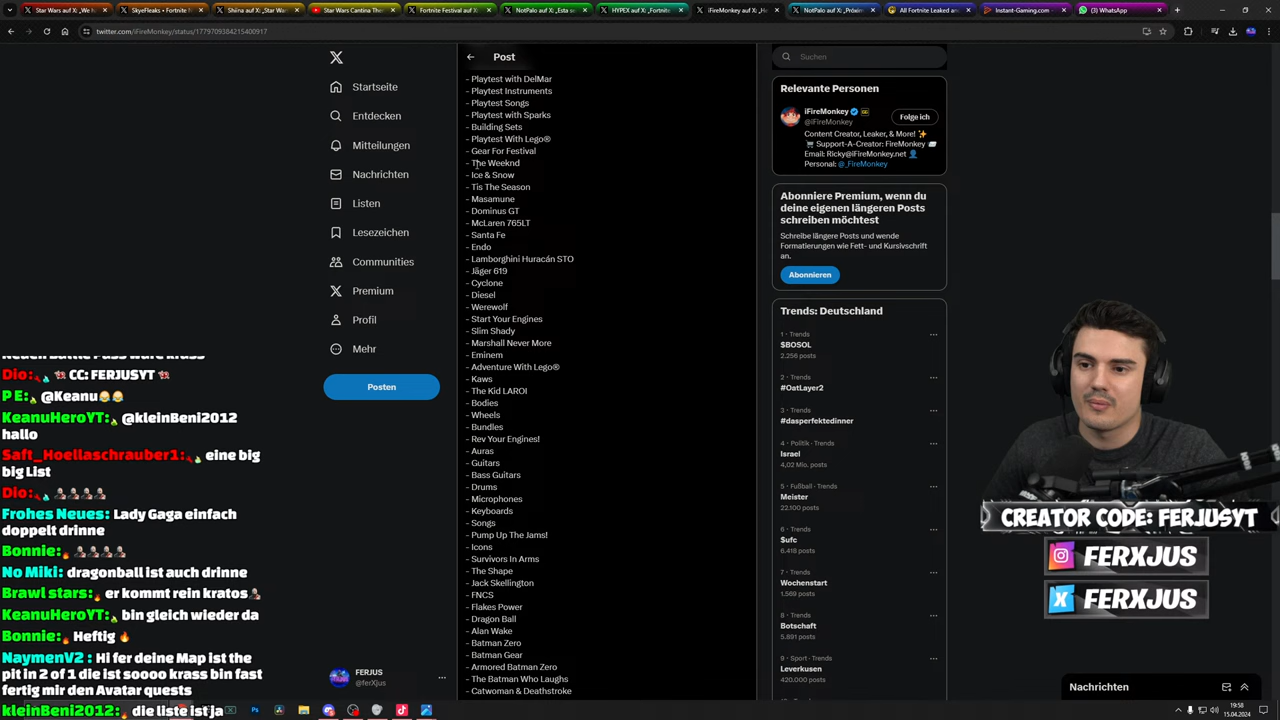 Star Wars auf X: „We
SkyeFleaks • Fortnite N
Shiina auf X: „Star War
Star Wars Cantina The
Fortnite Festival auf X
NotPalo auf X: „Esta se
HYPEX auf X: „Fortnite
iFireMonkey auf X: „He
NotPalo auf X: „Próxim
All Fortnite Leaked an
Instant-Gaming.com -
(3) WhatsApp
twitter.com/iFireMonkey/status/1779709384215400917
Startseite
Entdecken
Mitteilungen
Nachrichten
Listen
Lesezeichen
Communities
Premium
Profil
Mehr
Posten
FERJUS
@ferXjus
Post
- Playtest with DelMar
- Playtest Instruments
- Playtest Songs
- Playtest with Sparks
- Building Sets
- Playtest With Lego®
- Gear For Festival
- The Weeknd
- Ice & Snow
- Tis The Season
- Masamune
- Dominus GT
- McLaren 765LT
- Santa Fe
- Endo
- Lamborghini Huracán STO
- Jäger 619
- Cyclone
- Diesel
- Werewolf
- Start Your Engines
- Slim Shady
- Marshall Never More
- Eminem
- Adventure With Lego®
- Kaws
- The Kid LAROI
- Bodies
- Wheels
- Bundles
- Rev Your Engines!
- Auras
- Guitars
- Bass Guitars
- Drums
- Microphones
- Keyboards
- Songs
- Pump Up The Jams!
- Icons
- Survivors In Arms
- The Shape
- Jack Skellington
- FNCS
- Flakes Power
- Dragon Ball
- Alan Wake
- Batman Zero
- Batman Gear
- Armored Batman Zero
- The Batman Who Laughs
- Catwoman & Deathstroke
Suchen
Relevante Personen
iFireMonkey
@iFireMonkey
Folge ich
Content Creator, Leaker, & More! ✨
🛒 Support-A-Creator: FireMonkey 📨
Email: Ricky@iFireMonkey.net 👤
Personal: @_FireMonkey
Abonniere Premium, wenn du
deine eigenen längeren Posts
schreiben möchtest
Schreibe längere Posts und wende
Formatierungen wie Fett- und Kursivschrift
an.
Abonnieren
Trends: Deutschland
1 · Trends
$BOSOL
2.256 posts
2 · Trends
#OatLayer2
3 · Trends
#dasperfektedinner
4 · Politik · Trends
Israel
4,02 Mio. posts
5 · Fußball · Trends
Meister
22.100 posts
6 · Trends
$ufc
6.416 posts
7 · Trends
Wochenstart
1.569 posts
8 · Trends
Botschaft
5.891 posts
9 · Sport · Trends
Leverkusen
420.000 posts
Nachrichten
Neuen Battle Pass wäre krass
Dio: CC: FERJUSYT
P E: @Keanu
KeanuHeroYT: @kleinBeni2012
hallo
Saft_Hoellaschrauber1: eine big
big List
Dio:
Frohes Neues: Lady Gaga einfach
doppelt drinne
Bonnie:
No Miki: dragonball ist auch drinne
Brawl stars: er kommt rein kratos
KeanuHeroYT: bin gleich wieder da
Bonnie: Heftig
NaymenV2 : Hi fer deine Map ist the
pit in 2 of 1 dings soooo krass bin fast
fertig mir den Avatar quests
kleinBeni2012: die liste ist ja
CREATOR CODE: FERJUSYT
FERXJUS
FERXJUS
19:58
15.04.2024